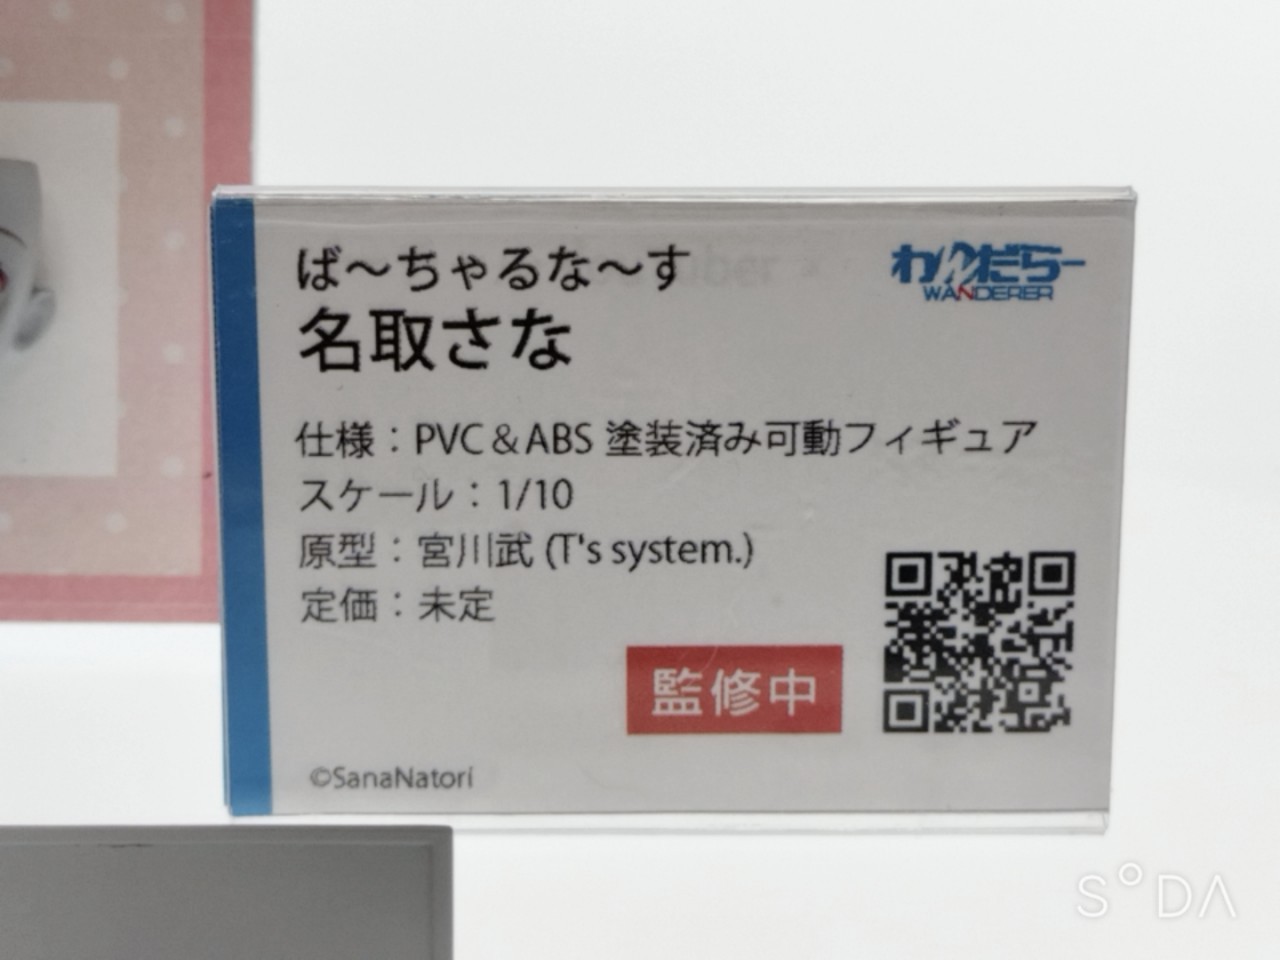 ば～ちゃるな～す
わんだらー
WANDERER
名取さな
仕様：PVC＆ABS 塗装済み可動フィギュア
スケール：1/10
原型：宮川武 (T's system.)
定価：未定
監修中
©SanaNatori
SODA